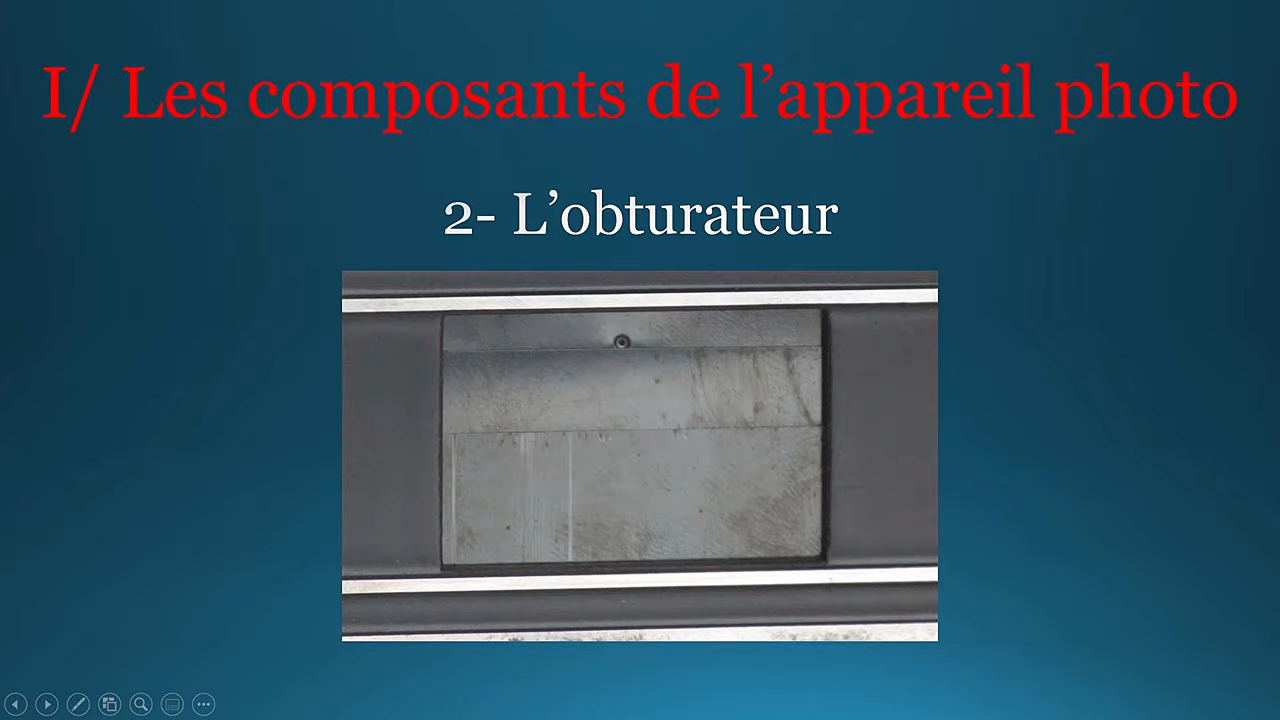 I/ Les composants de l’appareil photo
2- L’obturateur